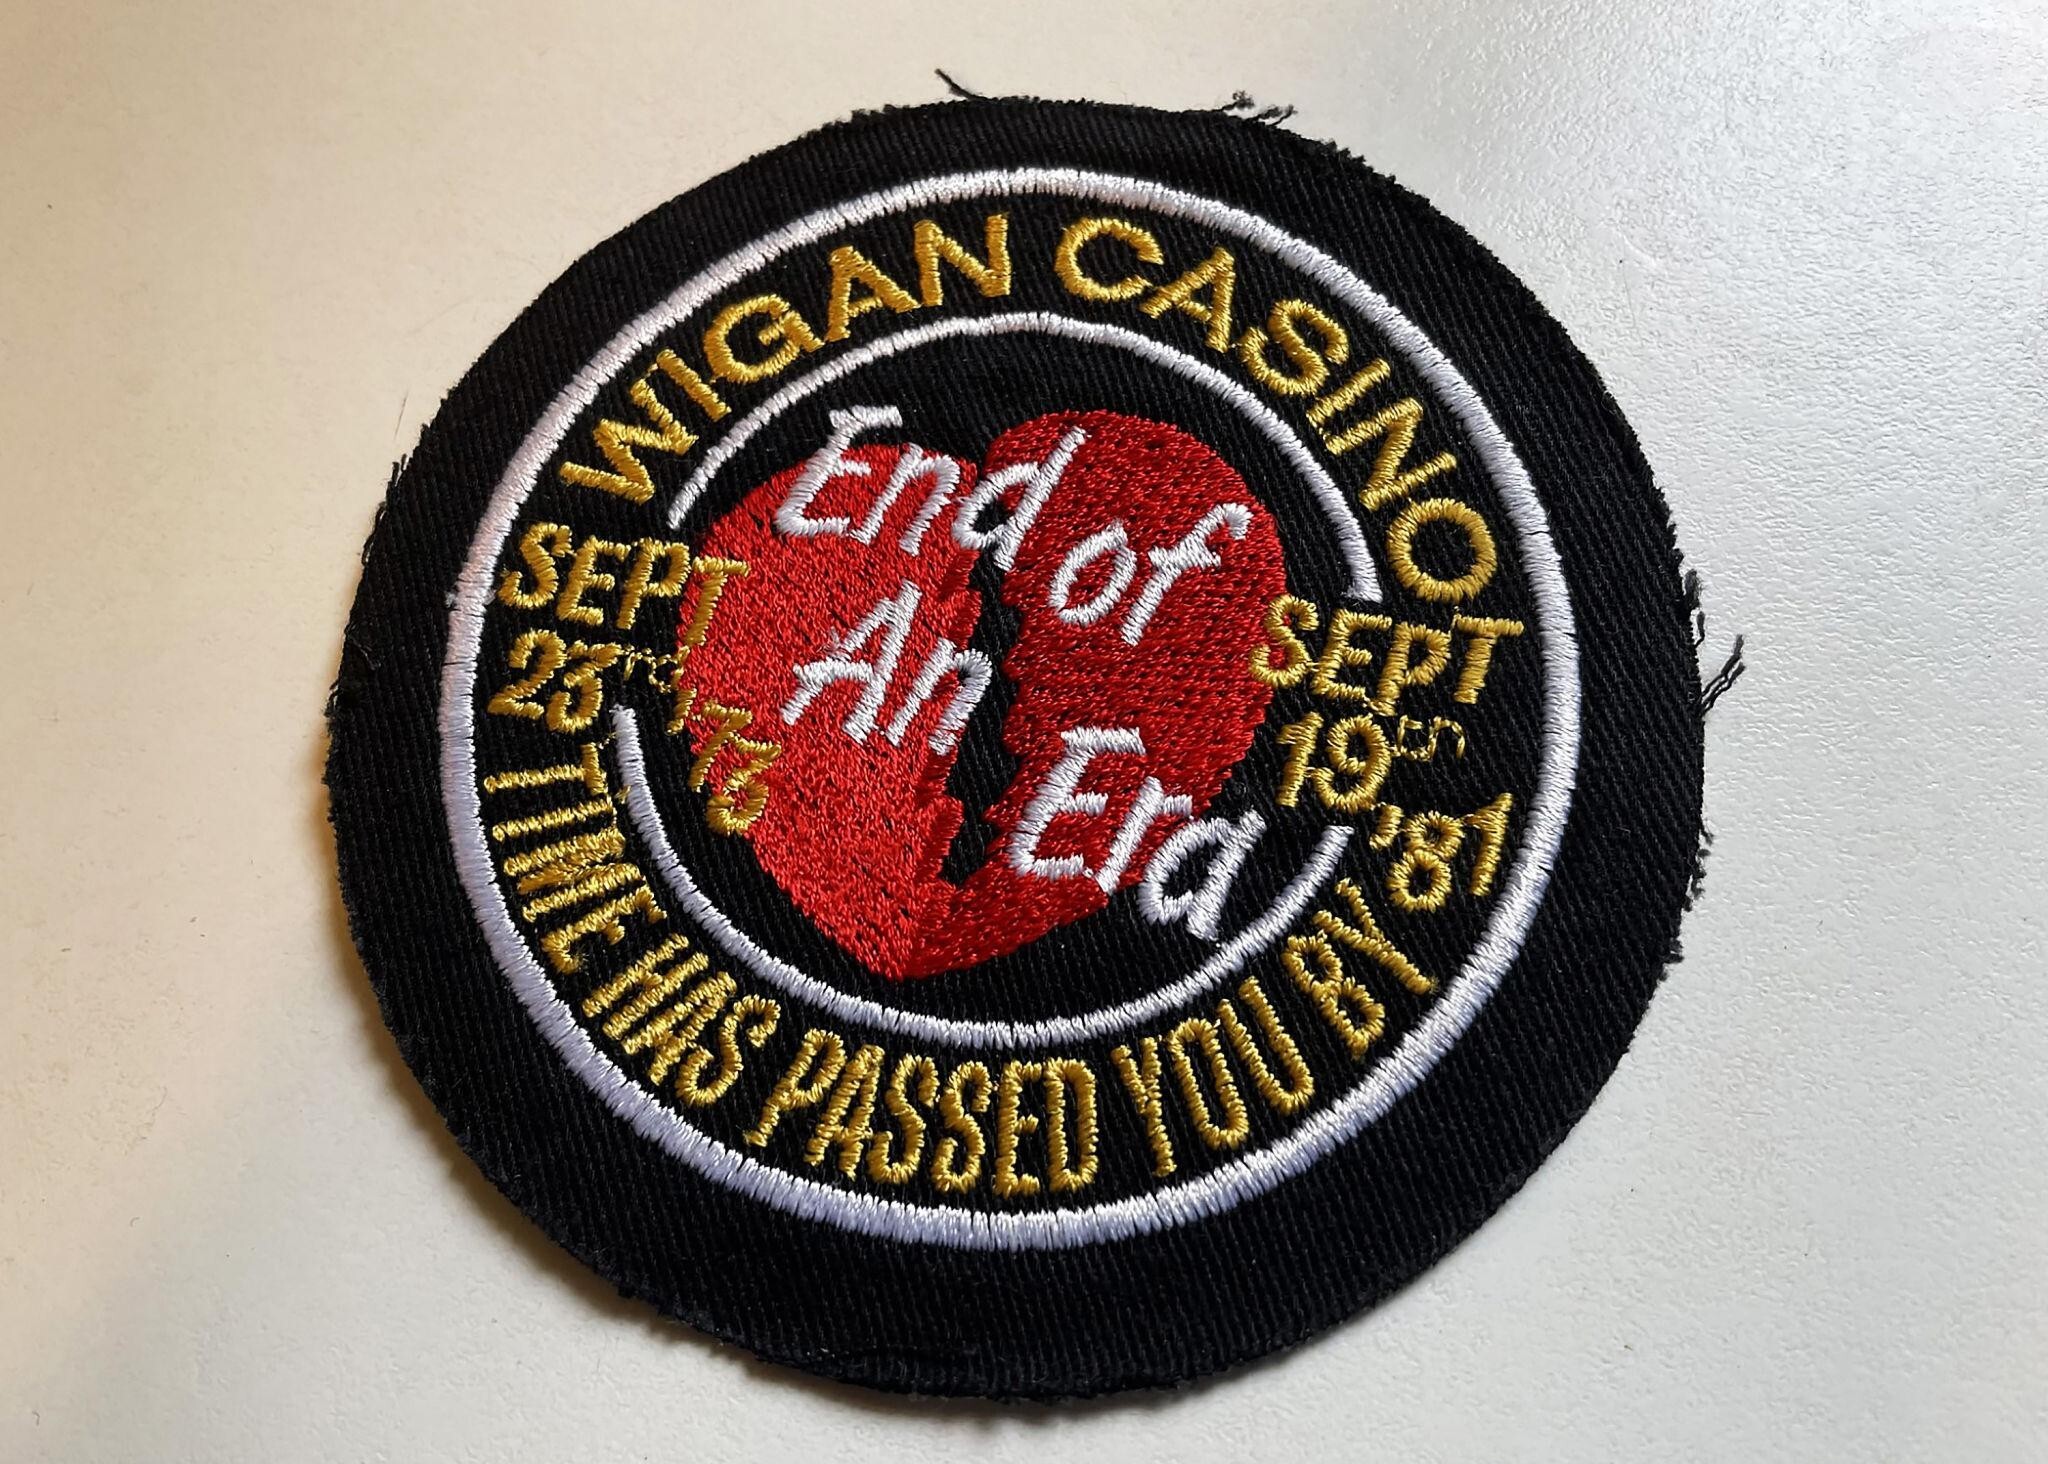 WIGAN CASINO
SEPT
23rd '73
End of
An
Era
SEPT
19th
'81
TIME HAS PASSED YOU BY